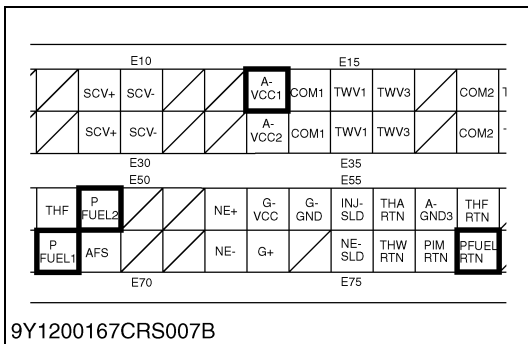 E10 E15
SCV+ SCV- A-VCC1 COM1 TWV1 TWV3 COM2
SCV+ SCV- A-VCC2 COM1 TWV1 TWV3 COM2
E30 E35
E50 E55
THF P FUEL2 NE+ G-VCC G-GND INJ-SLD THA RTN A-GND3 THF RTN
P FUEL1 AFS NE- G+ NE-SLD THW RTN PIM RTN PFUEL RTN
E70 E75
9Y1200167CRS007B